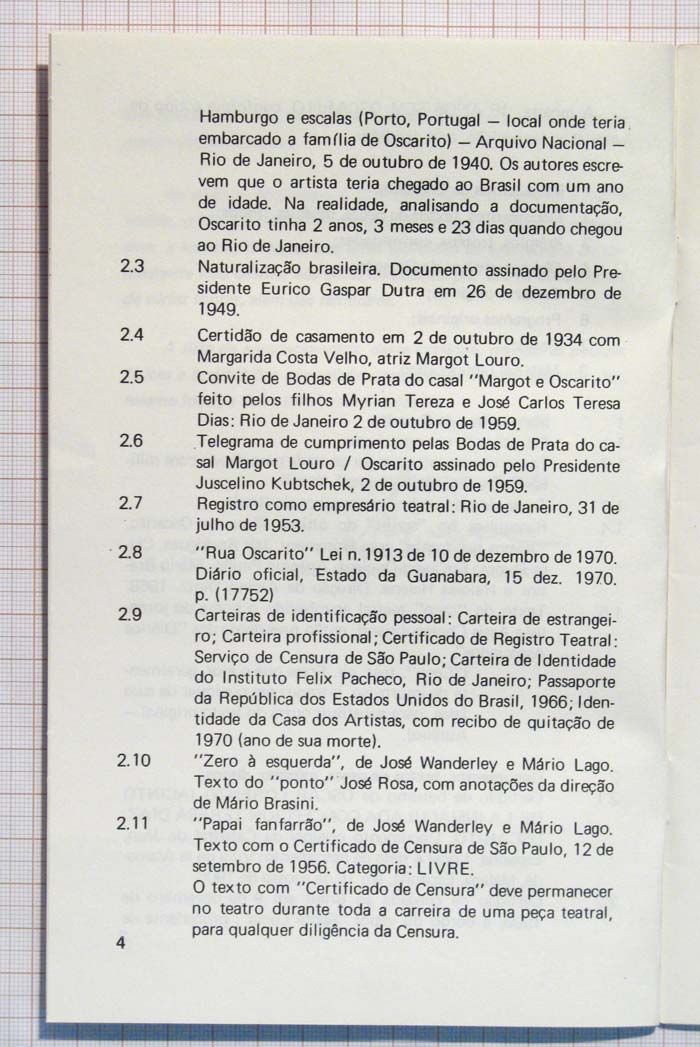 Hamburgo e escalas (Porto, Portugal — local onde teria
embarcado a família de Oscarito) — Arquivo Nacional —
Rio de Janeiro, 5 de outubro de 1940. Os autores escre-
vem que o artista teria chegado ao Brasil com um ano
de idade. Na realidade, analisando a documentação,
Oscarito tinha 2 anos, 3 meses e 23 dias quando chegou
ao Rio de Janeiro.
2.3 Naturalização brasileira. Documento assinado pelo Pre-
sidente Eurico Gaspar Dutra em 26 de dezembro de
1949.
2.4 Certidão de casamento em 2 de outubro de 1934 com
Margarida Costa Velho, atriz Margot Louro.
2.5 Convite de Bodas de Prata do casal "Margot e Oscarito"
feito pelos filhos Myrian Tereza e José Carlos Teresa
Dias: Rio de Janeiro 2 de outubro de 1959.
2.6 Telegrama de cumprimento pelas Bodas de Prata do ca-
sal Margot Louro / Oscarito assinado pelo Presidente
Juscelino Kubtschek, 2 de outubro de 1959.
2.7 Registro como empresário teatral: Rio de Janeiro, 31 de
julho de 1953.
2.8 "Rua Oscarito" Lei n. 1913 de 10 de dezembro de 1970.
Diário oficial, Estado da Guanabara, 15 dez. 1970.
p. (17752)
2.9 Carteiras de identificação pessoal: Carteira de estrangei-
ro; Carteira profissional; Certificado de Registro Teatral:
Serviço de Censura de São Paulo; Carteira de Identidade
do Instituto Felix Pacheco, Rio de Janeiro; Passaporte
da República dos Estados Unidos do Brasil, 1966; Iden-
tidade da Casa dos Artistas, com recibo de quitação de
1970 (ano de sua morte).
2.10 "Zero à esquerda", de José Wanderley e Mário Lago.
Texto do "ponto" José Rosa, com anotações da direção
de Mário Brasini.
2.11 "Papai fanfarrão", de José Wanderley e Mário Lago.
Texto com o Certificado de Censura de São Paulo, 12 de
setembro de 1956. Categoria: LIVRE.
O texto com "Certificado de Censura" deve permanecer
no teatro durante toda a carreira de uma peça teatral,
para qualquer diligência da Censura.
4